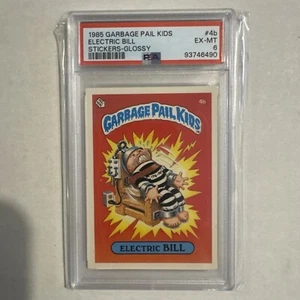 1985 GARBAGE PAIL KIDS #4b
ELECTRIC BILL EX-MT
STICKERS-GLOSSY 6
PSA 93746490
4b
GARBAGE PAIL KIDS
ELECTRIC BILL